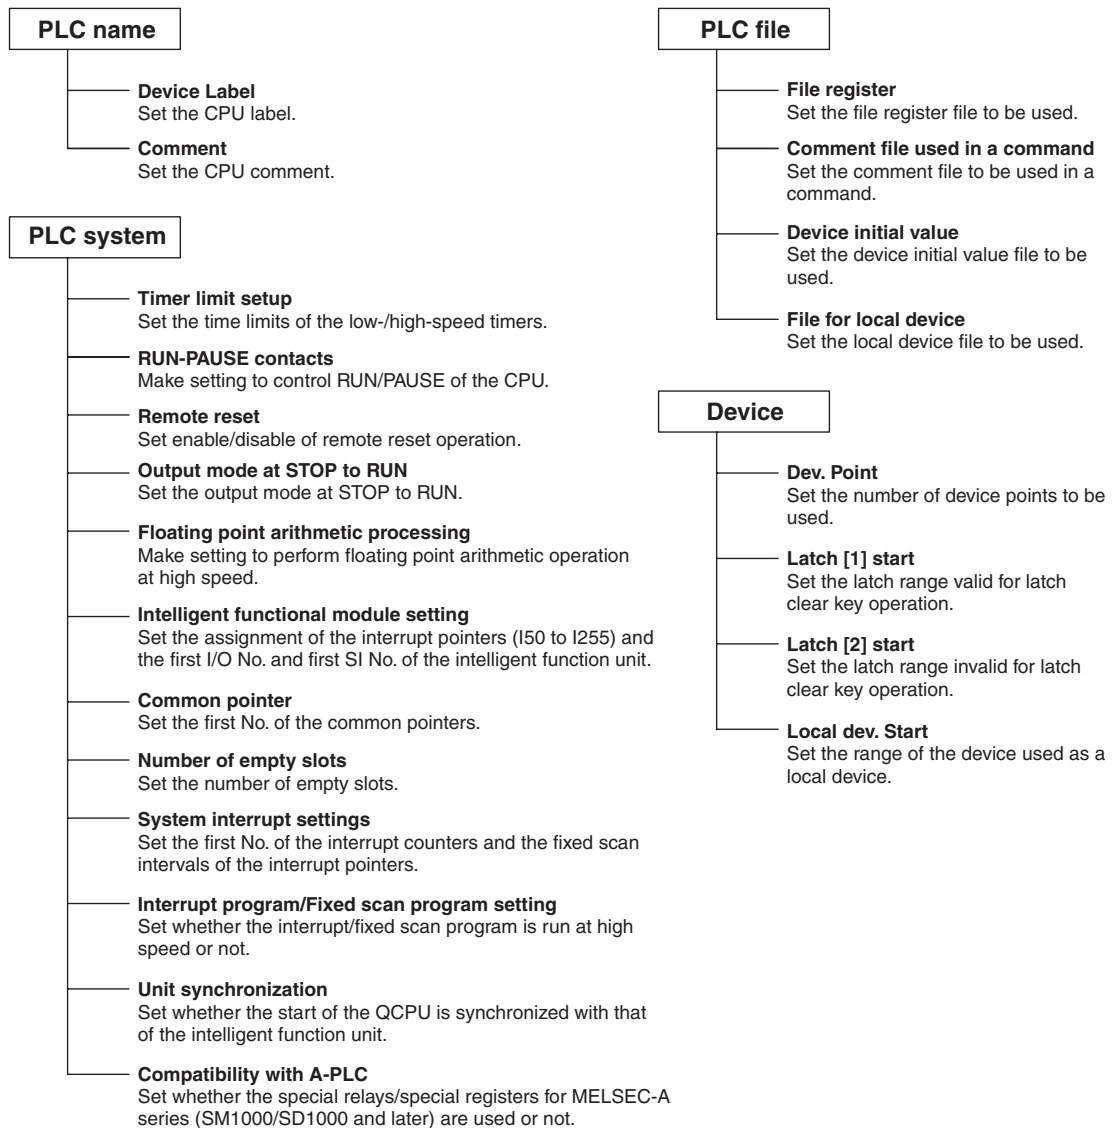 PLC name
Device Label
Set the CPU label.
Comment
Set the CPU comment.
PLC system
Timer limit setup
Set the time limits of the low-/high-speed timers.
RUN-PAUSE contacts
Make setting to control RUN/PAUSE of the CPU.
Remote reset
Set enable/disable of remote reset operation.
Output mode at STOP to RUN
Set the output mode at STOP to RUN.
Floating point arithmetic processing
Make setting to perform floating point arithmetic operation
at high speed.
Intelligent functional module setting
Set the assignment of the interrupt pointers (I50 to I255) and
the first I/O No. and first SI No. of the intelligent function unit.
Common pointer
Set the first No. of the common pointers.
Number of empty slots
Set the number of empty slots.
System interrupt settings
Set the first No. of the interrupt counters and the fixed scan
intervals of the interrupt pointers.
Interrupt program/Fixed scan program setting
Set whether the interrupt/fixed scan program is run at high
speed or not.
Unit synchronization
Set whether the start of the QCPU is synchronized with that
of the intelligent function unit.
Compatibility with A-PLC
Set whether the special relays/special registers for MELSEC-A
series (SM1000/SD1000 and later) are used or not.
PLC file
File register
Set the file register file to be used.
Comment file used in a command
Set the comment file to be used in a
command.
Device initial value
Set the device initial value file to be
used.
File for local device
Set the local device file to be used.
Device
Dev. Point
Set the number of device points to be
used.
Latch [1] start
Set the latch range valid for latch
clear key operation.
Latch [2] start
Set the latch range invalid for latch
clear key operation.
Local dev. Start
Set the range of the device used as a
local device.